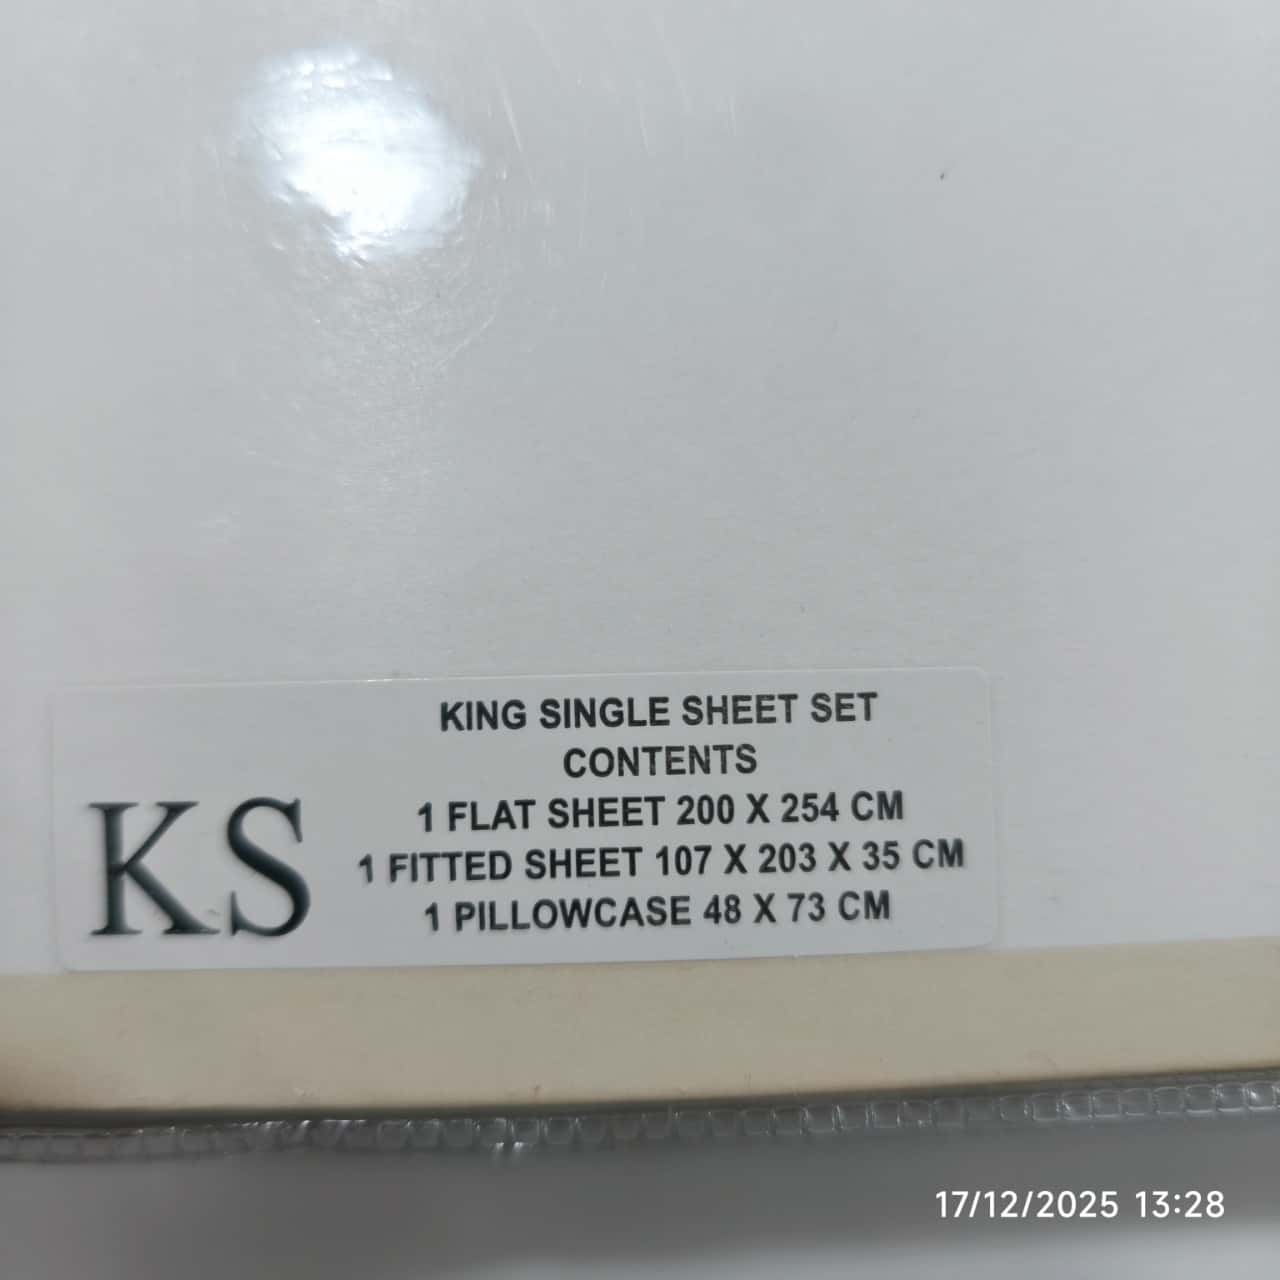 KING SINGLE SHEET SET
CONTENTS
1 FLAT SHEET 200 X 254 CM
1 FITTED SHEET 107 X 203 X 35 CM
1 PILLOWCASE 48 X 73 CM
KS
17/12/2025 13:28